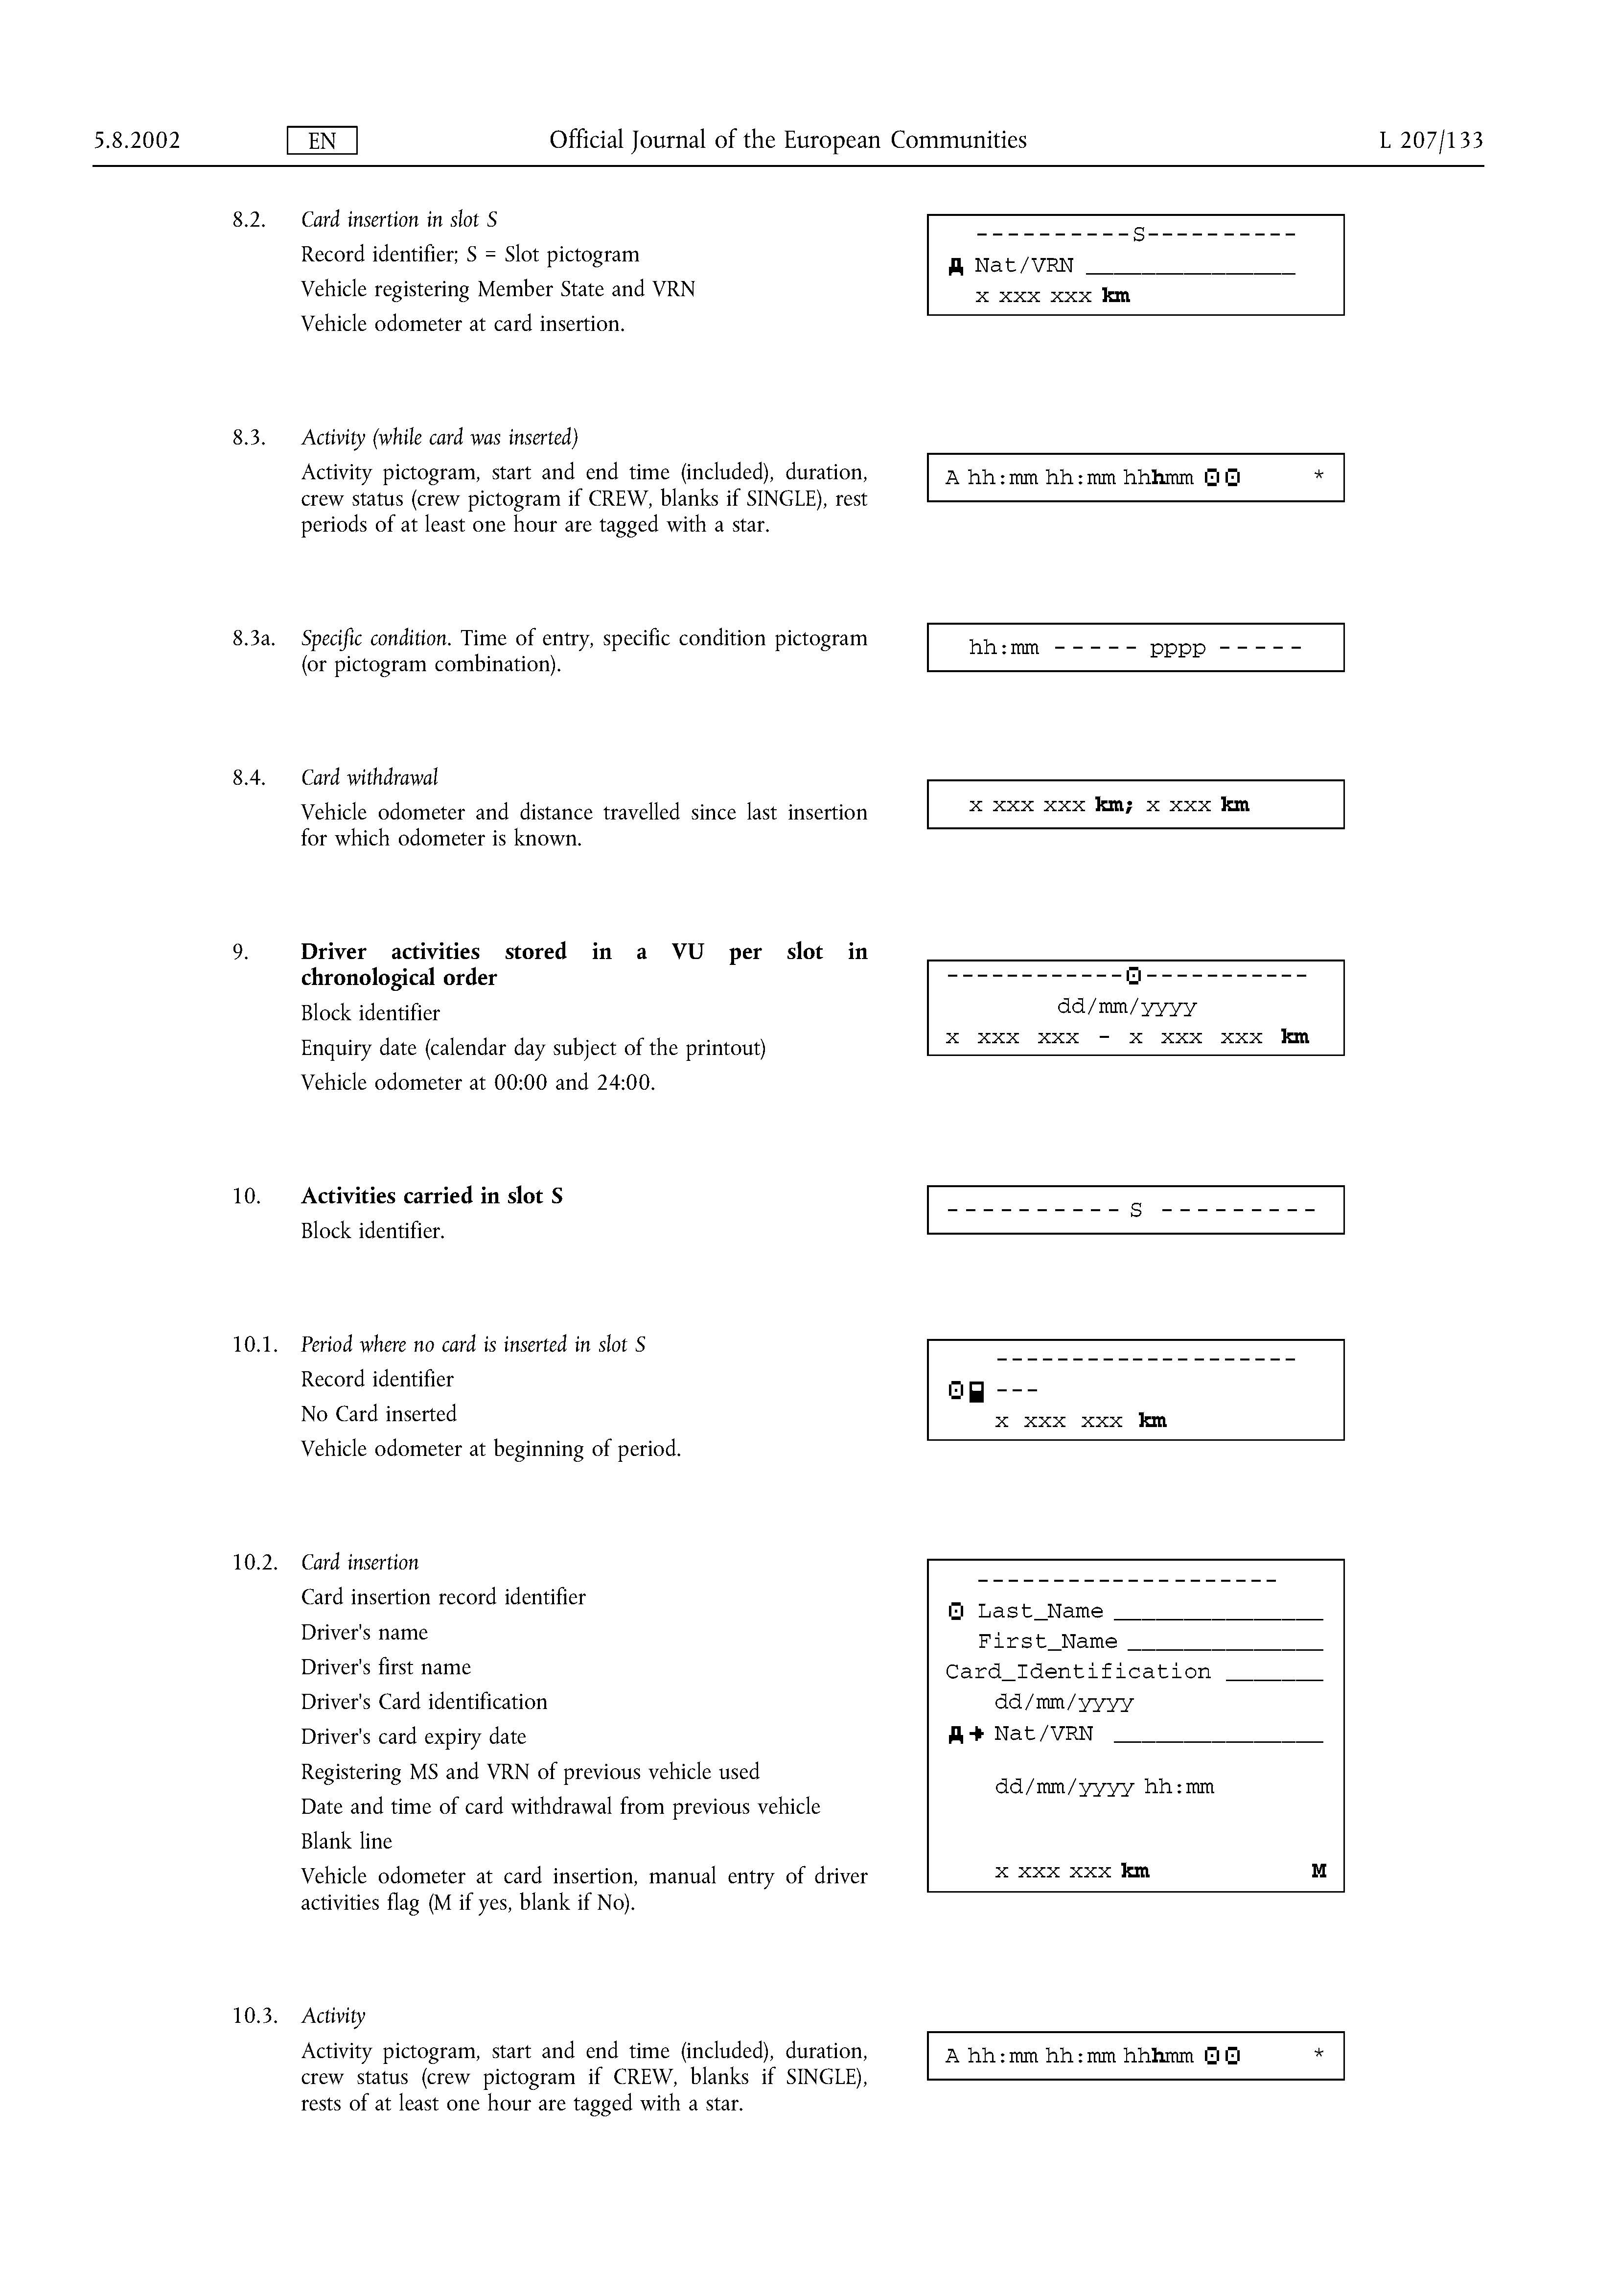 5.8.2002 EN Official Journal of the European Communities L 207/133
8.2. Card insertion in slot S
Record identifier; S = Slot pictogram
Vehicle registering Member State and VRN
Vehicle odometer at card insertion.
----------S----------
Nat/VRN _______________
x xxx xxx km
8.3. Activity (while card was inserted)
Activity pictogram, start and end time (included), duration,
crew status (crew pictogram if CREW, blanks if SINGLE), rest
periods of at least one hour are tagged with a star.
A hh:mm hh:mm hhhmm *
8.3a. Specific condition. Time of entry, specific condition pictogram
(or pictogram combination).
hh:mm ----- pppp -----
8.4. Card withdrawal
Vehicle odometer and distance travelled since last insertion
for which odometer is known.
x xxx xxx km; x xxx km
9. Driver activities stored in a VU per slot in
chronological order
Block identifier
Enquiry date (calendar day subject of the printout)
Vehicle odometer at 00:00 and 24:00.
------------ -----------
dd/mm/yyyy
x xxx xxx - x xxx xxx km
10. Activities carried in slot S
Block identifier.
---------- S ---------
10.1. Period where no card is inserted in slot S
Record identifier
No Card inserted
Vehicle odometer at beginning of period.
--------------------
---
x xxx xxx km
10.2. Card insertion
Card insertion record identifier
Driver's name
Driver's first name
Driver's Card identification
Driver's card expiry date
Registering MS and VRN of previous vehicle used
Date and time of card withdrawal from previous vehicle
Blank line
Vehicle odometer at card insertion, manual entry of driver
activities flag (M if yes, blank if No).
--------------------
Last_Name _______________
First_Name ______________
Card_Identification _______
dd/mm/yyyy
Nat/VRN _______________
dd/mm/yyyy hh:mm
x xxx xxx km M
10.3. Activity
Activity pictogram, start and end time (included), duration,
crew status (crew pictogram if CREW, blanks if SINGLE),
rests of at least one hour are tagged with a star.
A hh:mm hh:mm hhhmm *